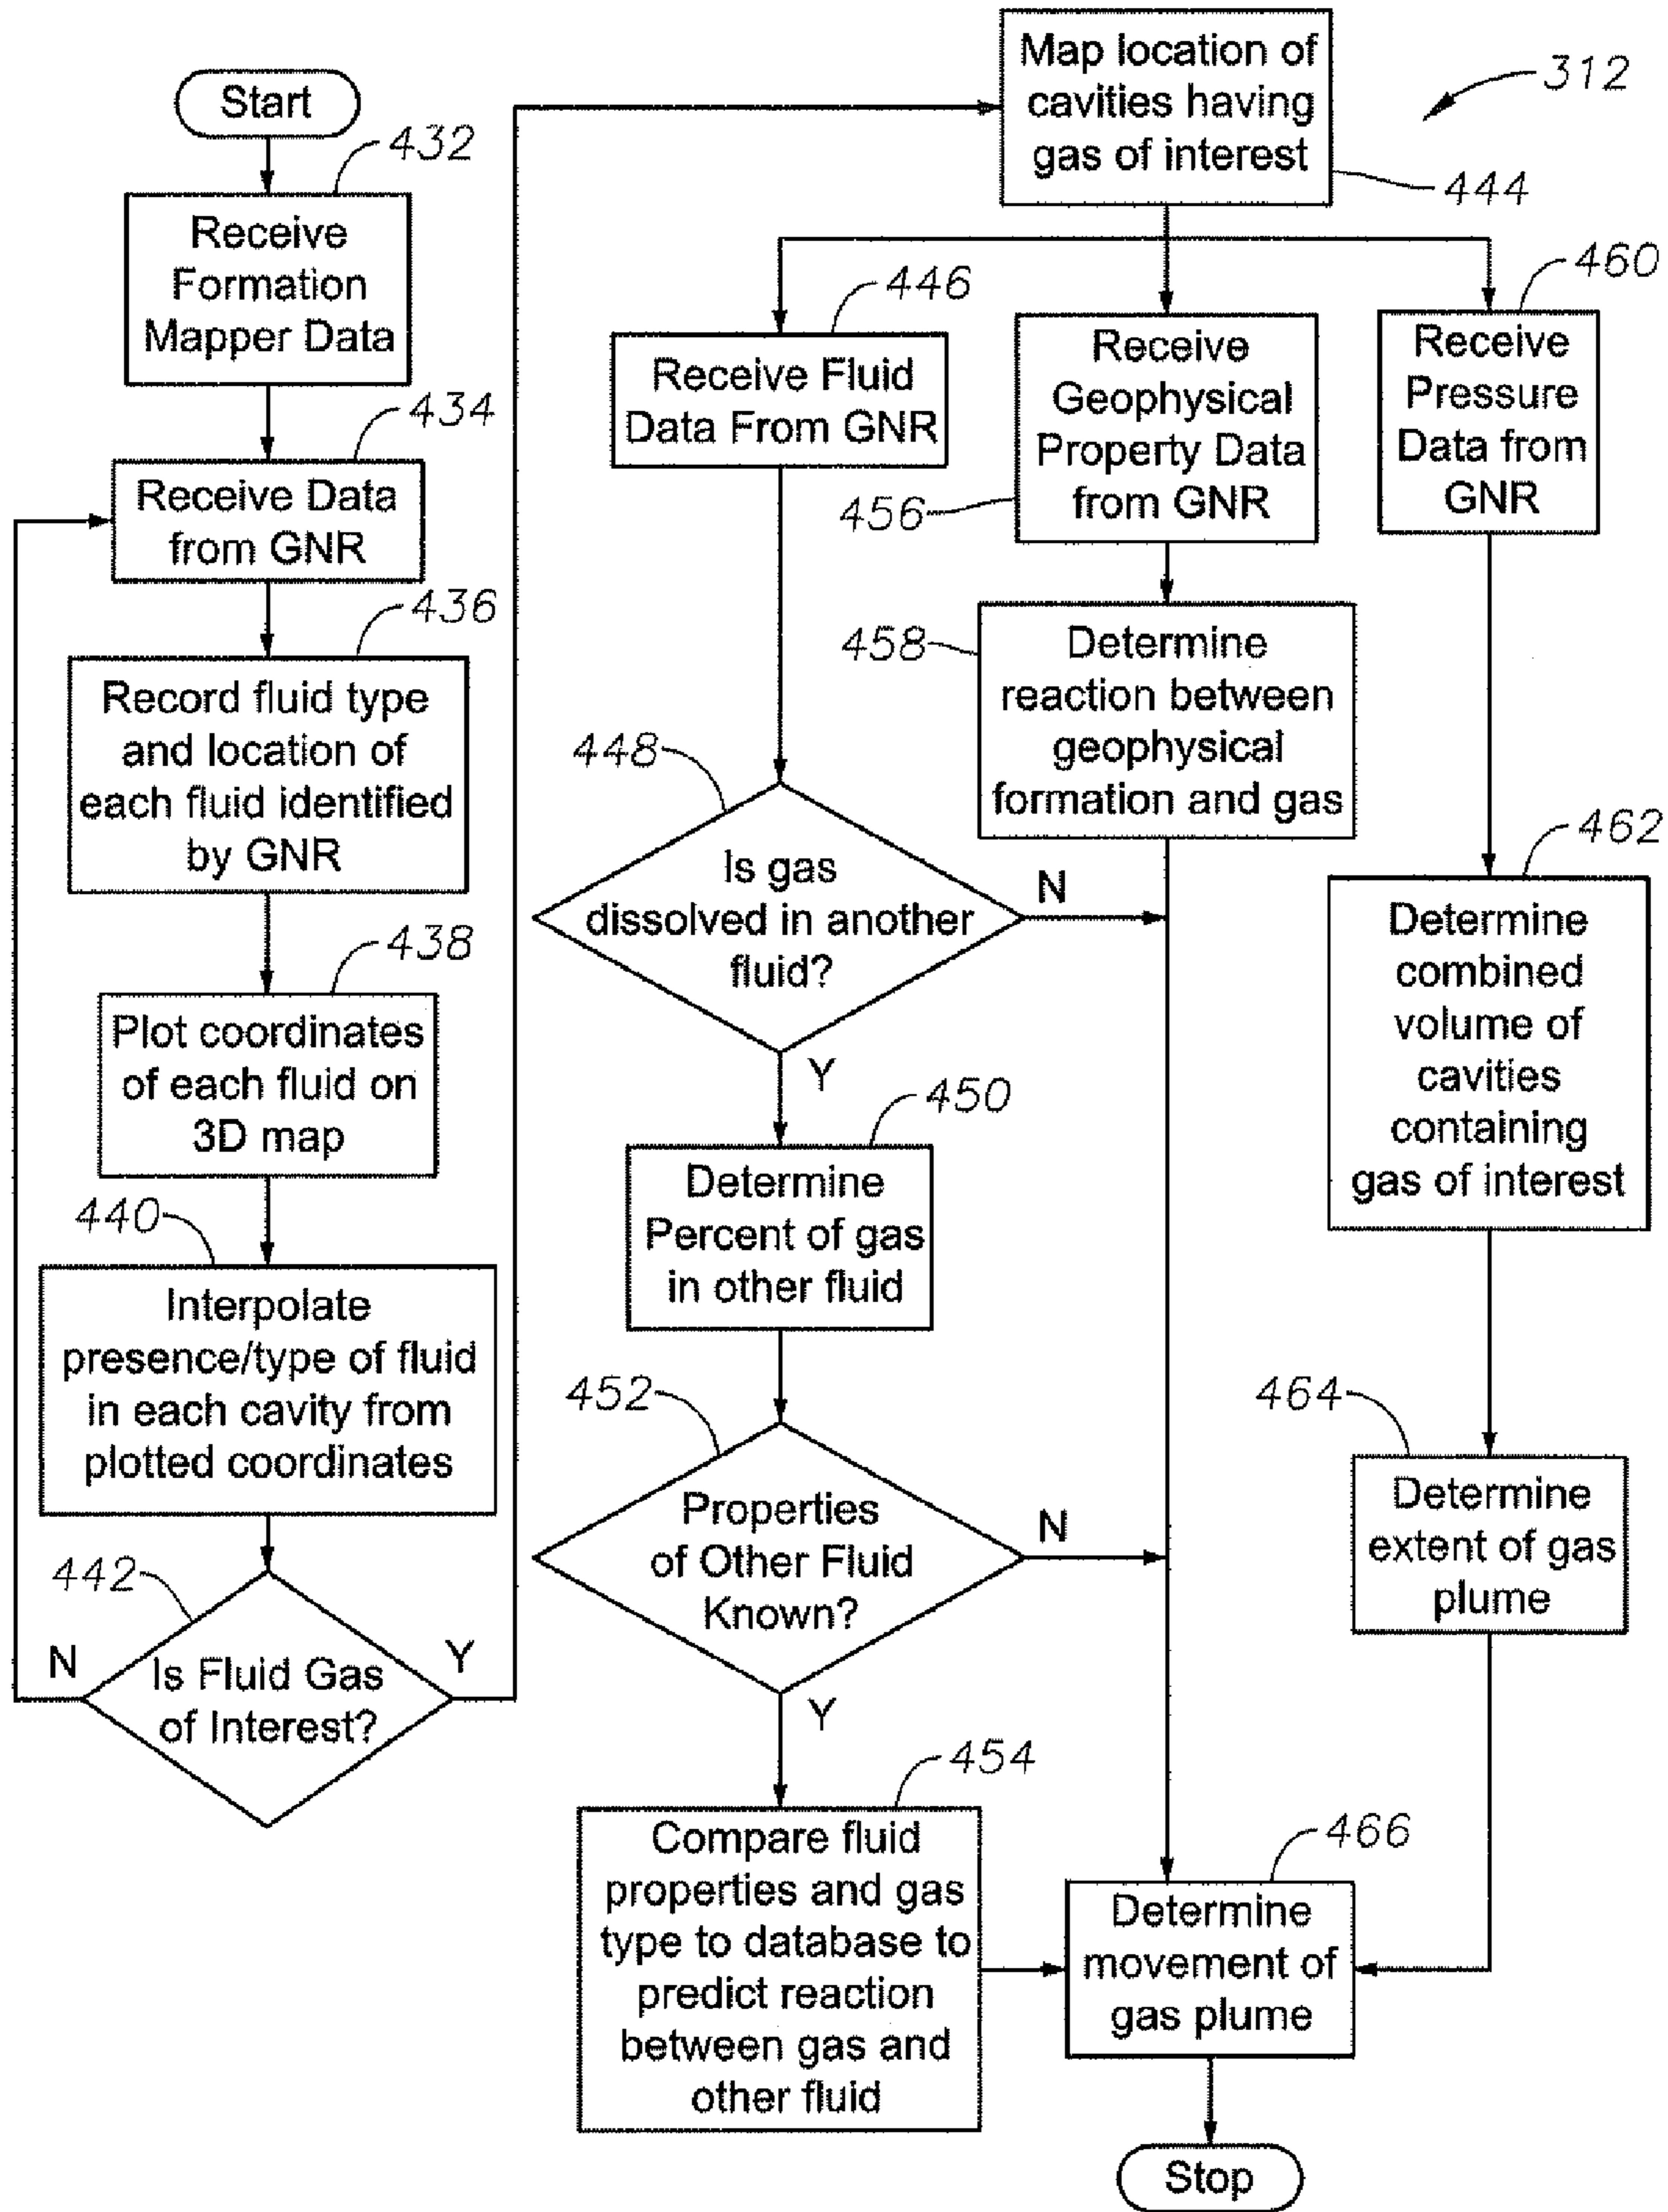 Start
432
Receive
Formation
Mapper Data
434
Receive Data
from GNR
436
Record fluid type
and location of
each fluid identified
by GNR
438
Plot coordinates
of each fluid on
3D map
440
Interpolate
presence/type of fluid
in each cavity from
plotted coordinates
442
Is Fluid Gas
of Interest?
N
Y
Map location of
cavities having
gas of interest
312
444
446
Receive Fluid
Data From GNR
448
Is gas
dissolved in another
fluid?
N
Y
450
Determine
Percent of gas
in other fluid
452
Properties
of Other Fluid
Known?
N
Y
454
Compare fluid
properties and gas
type to database to
predict reaction
between gas and
other fluid
Receive
Geophysical
Property Data
from GNR
456
458
Determine
reaction between
geophysical
formation and gas
460
Receive
Pressure
Data from
GNR
462
Determine
combined
volume of
cavities
containing
gas of interest
464
Determine
extent of gas
plume
466
Determine
movement of
gas plume
Stop